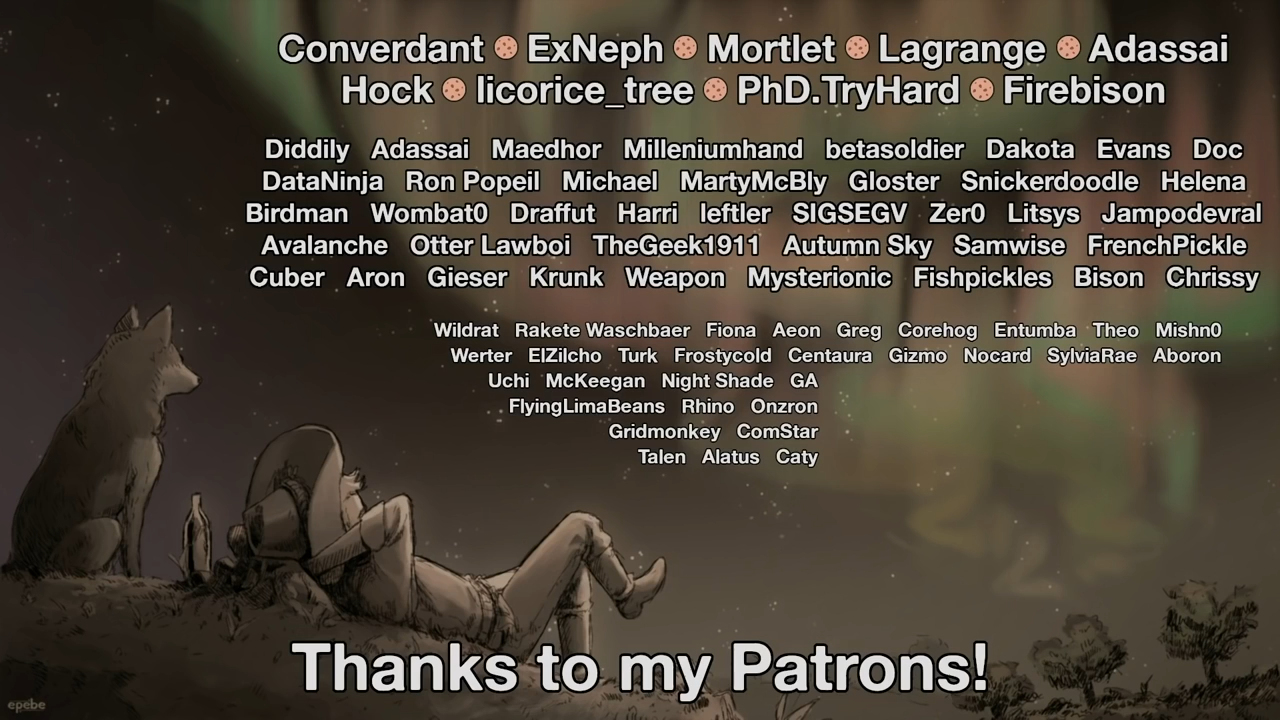 Converdant ExNeph Mortlet Lagrange Adassai
Hock licorice_tree PhD.TryHard Firebison
Diddily Adassai Maedhor Milleniumhand betasoldier Dakota Evans Doc
DataNinja Ron Popeil Michael MartyMcBly Gloster Snickerdoodle Helena
Birdman Wombat0 Draffut Harri leftler SIGSEGV Zer0 Litsys Jampodevral
Avalanche Otter Lawboi TheGeek1911 Autumn Sky Samwise FrenchPickle
Cuber Aron Gieser Krunk Weapon Mysterionic Fishpickles Bison Chrissy
Wildrat Rakete Waschbaer Fiona Aeon Greg Corehog Entumba Theo Mishn0
Werter ElZilcho Turk Frostycold Centaura Gizmo Nocard SylviaRae Aboron
Uchi McKeegan Night Shade GA
FlyingLimaBeans Rhino Onzron
Gridmonkey ComStar
Talen Alatus Caty
Thanks to my Patrons!
epebe